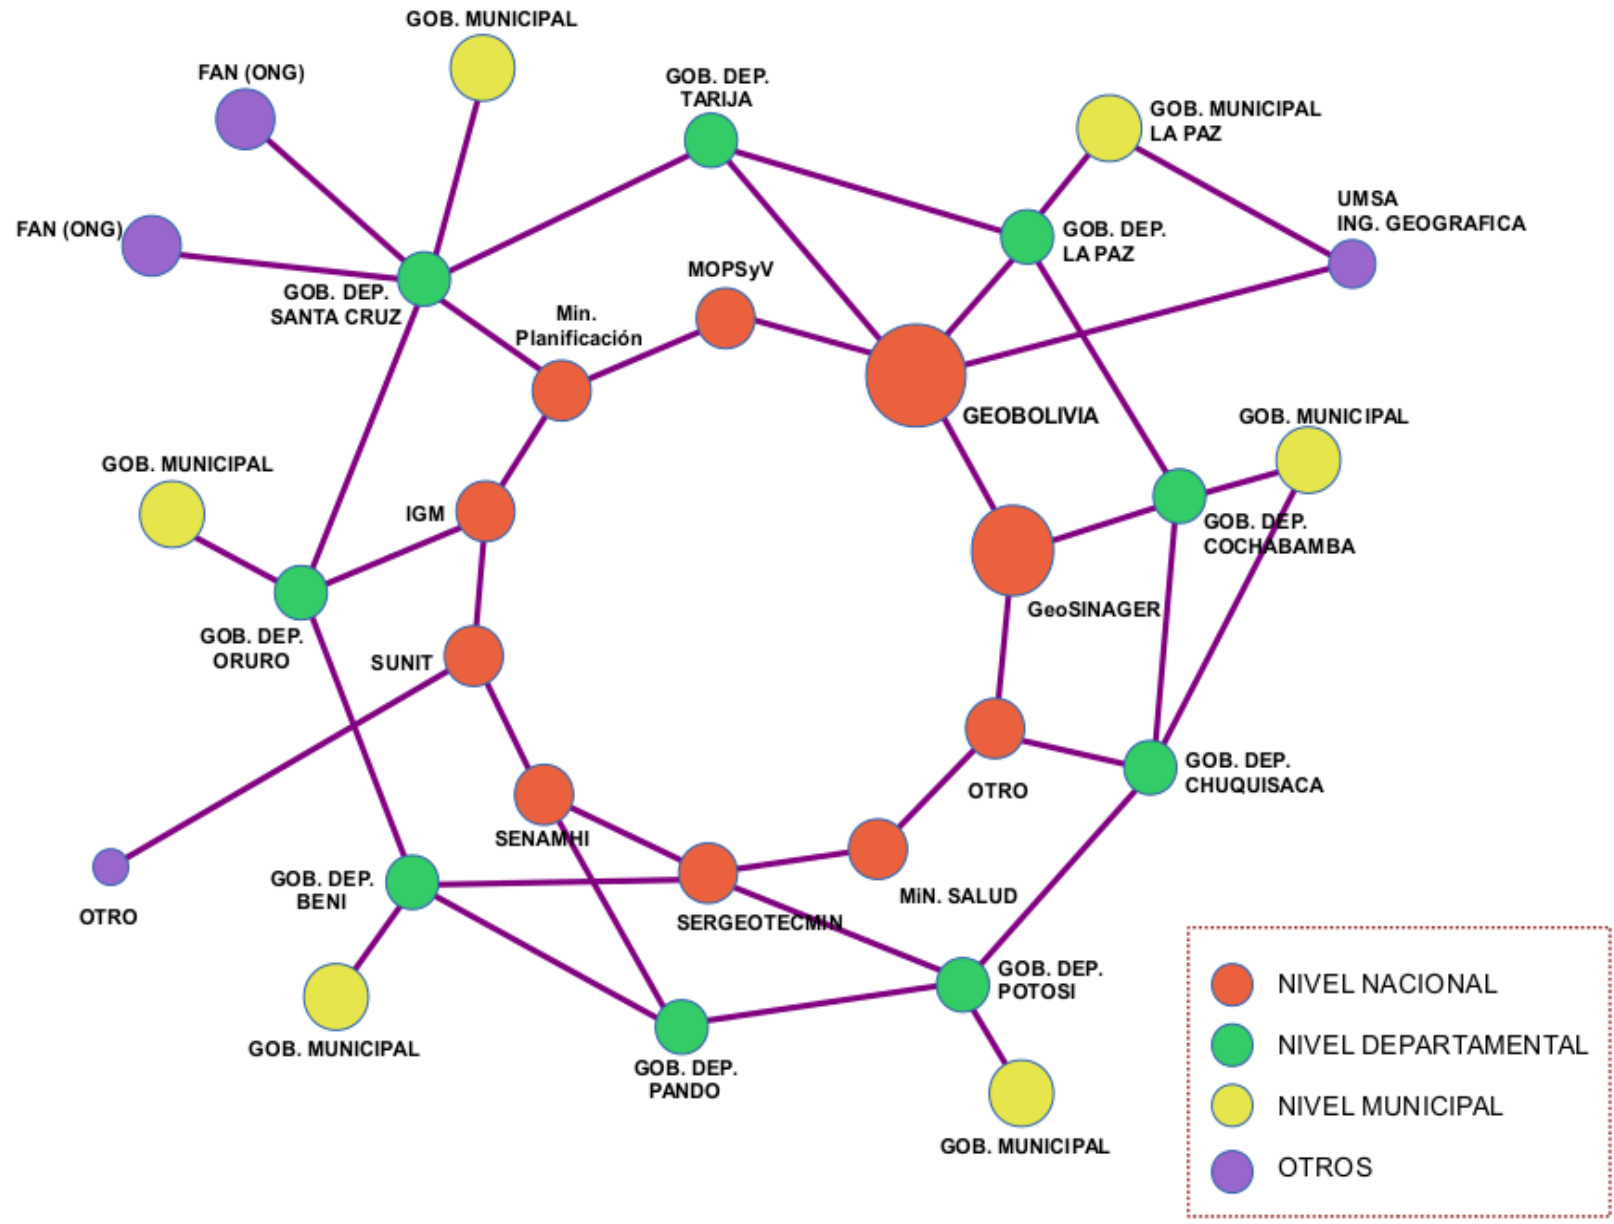 GOB. MUNICIPAL
FAN (ONG)
GOB. DEP.
TARIJA
GOB. MUNICIPAL
LA PAZ
UMSA
ING. GEOGRAFICA
FAN (ONG)
GOB. DEP.
LA PAZ
MOPSyV
GOB. DEP.
SANTA CRUZ
Min.
Planificación
GEOBOLIVIA
GOB. MUNICIPAL
GOB. MUNICIPAL
IGM
GOB. DEP.
COCHABAMBA
GeoSINAGER
GOB. DEP.
ORURO
SUNIT
GOB. DEP.
CHUQUISACA
OTRO
SENAMHI
GOB. DEP.
BENI
MiN. SALUD
OTRO
SERGEOTECMIN
GOB. DEP.
POTOSI
GOB. MUNICIPAL
GOB. DEP.
PANDO
GOB. MUNICIPAL
NIVEL NACIONAL
NIVEL DEPARTAMENTAL
NIVEL MUNICIPAL
OTROS